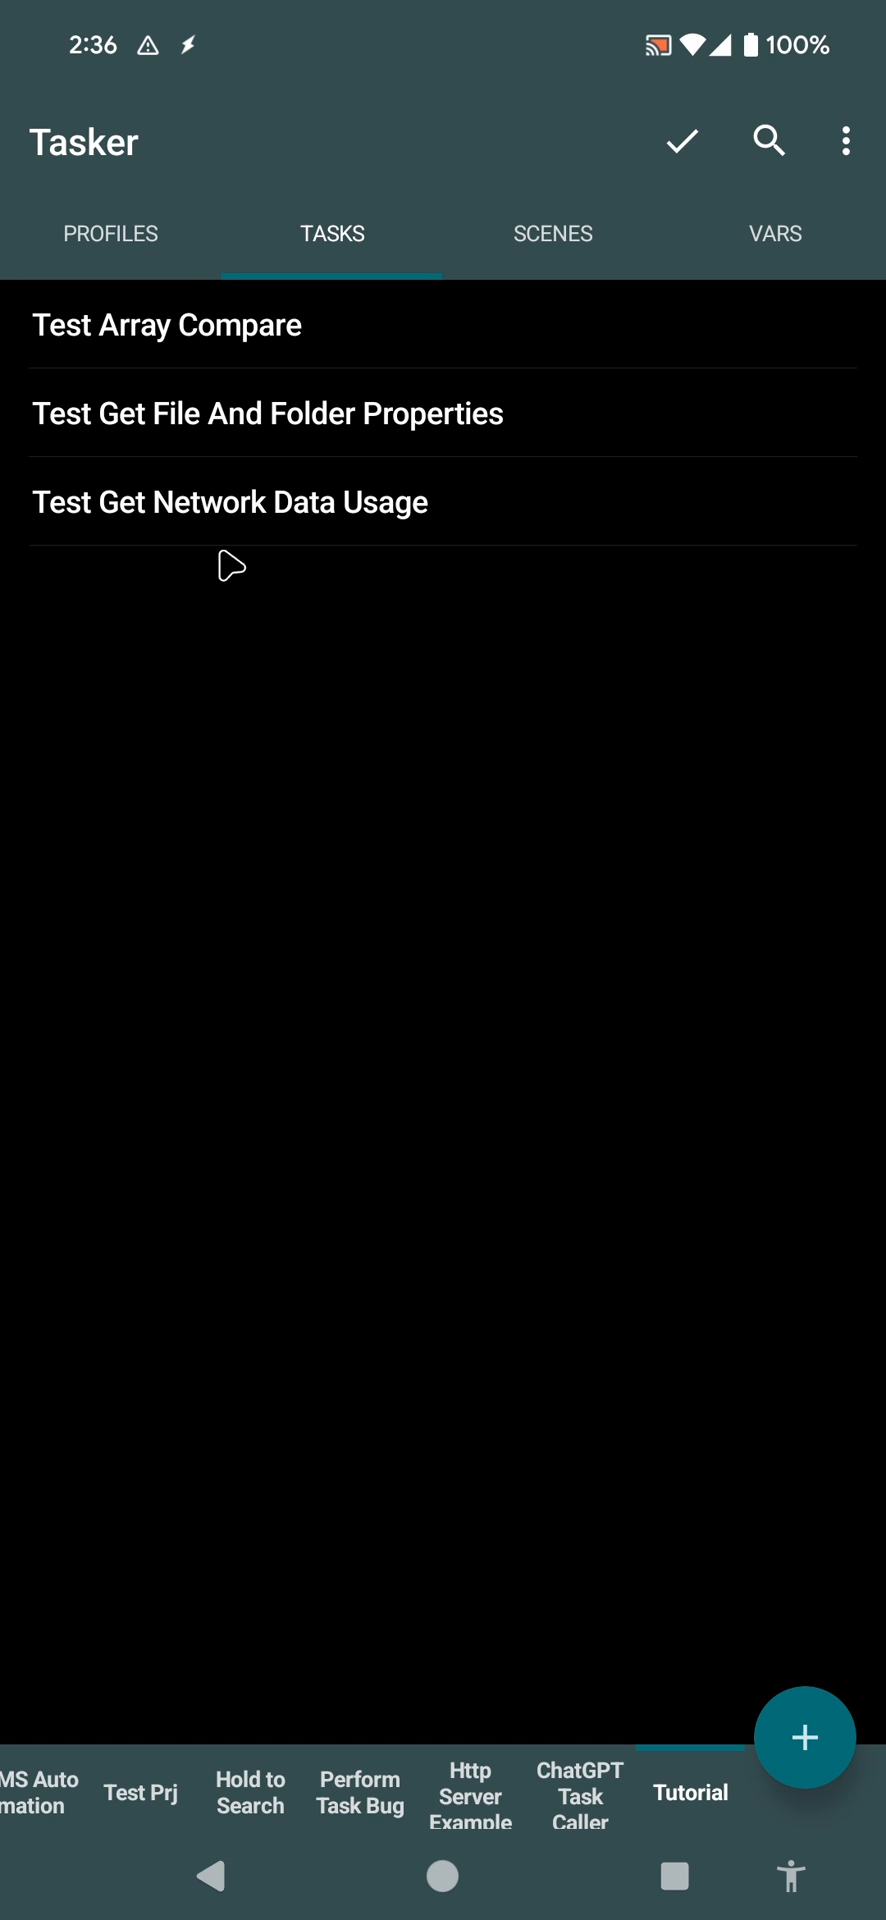 2:36
100%
Tasker
PROFILES
TASKS
SCENES
VARS
Test Array Compare
Test Get File And Folder Properties
Test Get Network Data Usage
MS Auto
mation
Test Prj
Hold to
Search
Perform
Task Bug
Http
Server
Example
ChatGPT
Task
Caller
Tutorial